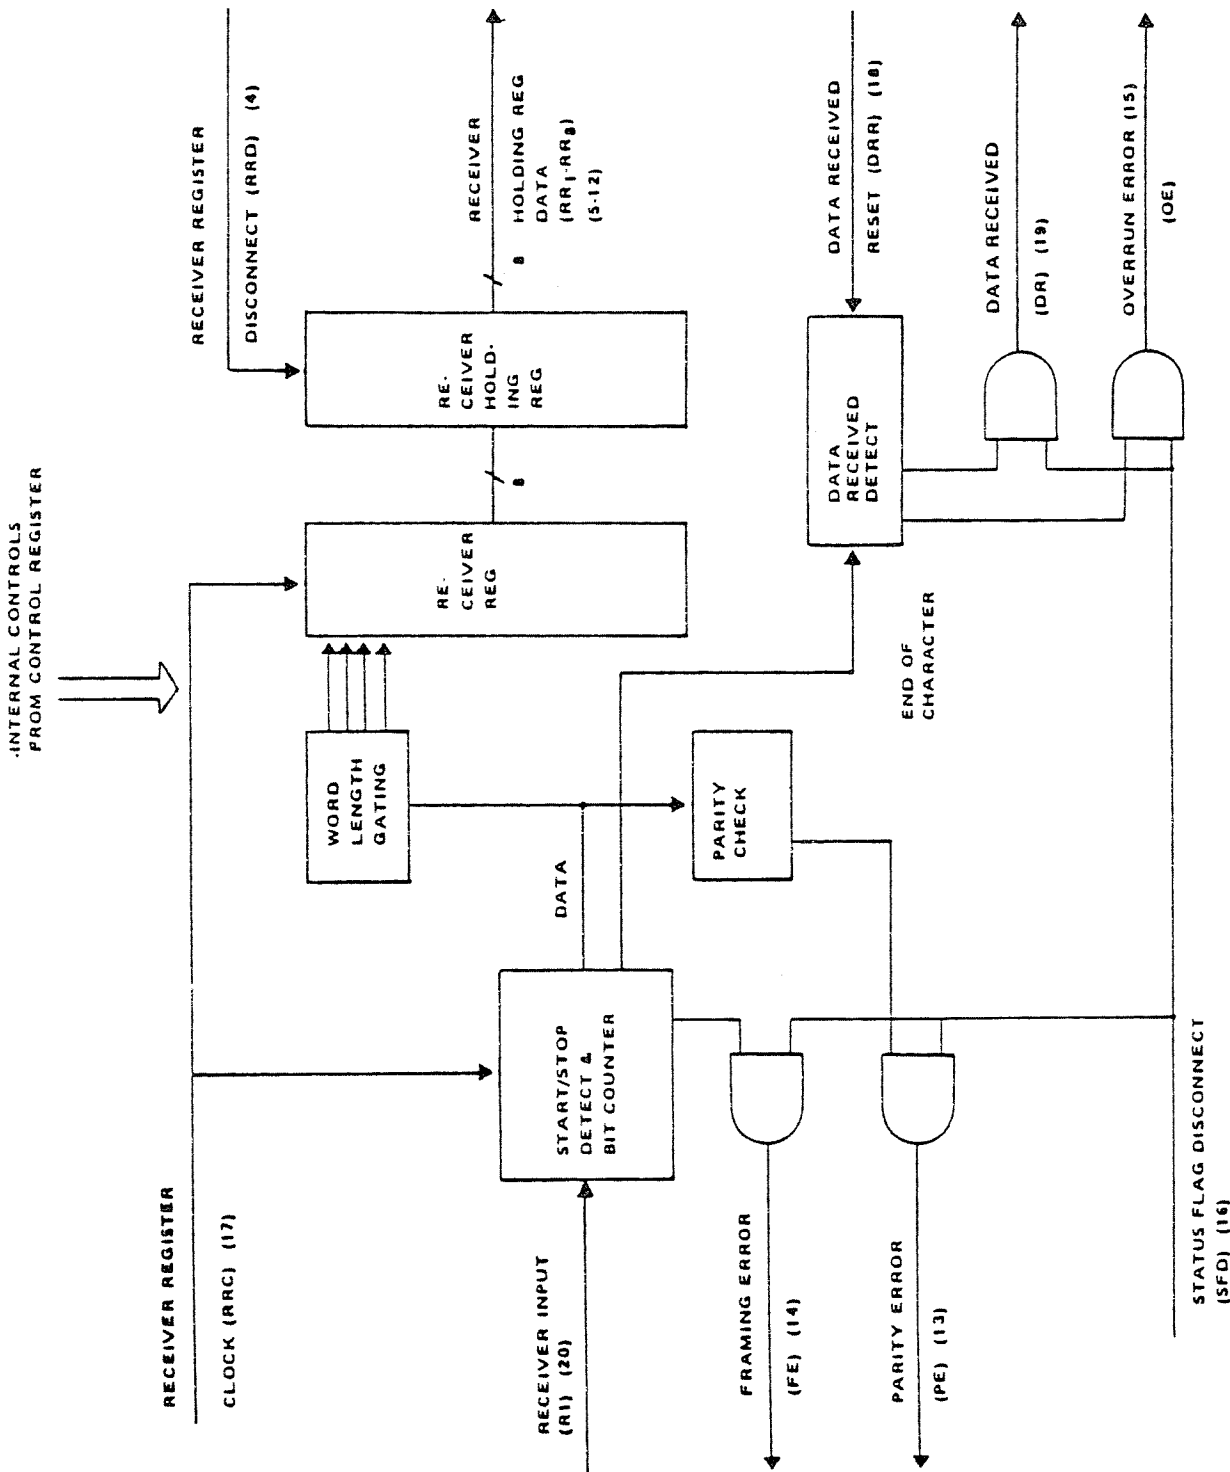 .INTERNAL CONTROLS
FROM CONTROL REGISTER
RECEIVER REGISTER
CLOCK (RRC) (17)
RECEIVER REGISTER
DISCONNECT (RRD) (4)
WORD
LENGTH
GATING
RE-
CEIVER
REG
8
RE-
CEIVER
HOLD-
ING
REG
8
RECEIVER
HOLDING REG
DATA
(RR1-RR8)
(5-12)
RECEIVER INPUT
(RI) (20)
START/STOP
DETECT &
BIT COUNTER
DATA
PARITY
CHECK
END OF
CHARACTER
DATA
RECEIVED
DETECT
DATA RECEIVED
RESET (DRR) (18)
FRAMING ERROR
(FE) (14)
PARITY ERROR
(PE) (13)
DATA RECEIVED
(DR) (19)
OVERRUN ERROR (15)
(OE)
STATUS FLAG DISCONNECT
(SFD) (16)